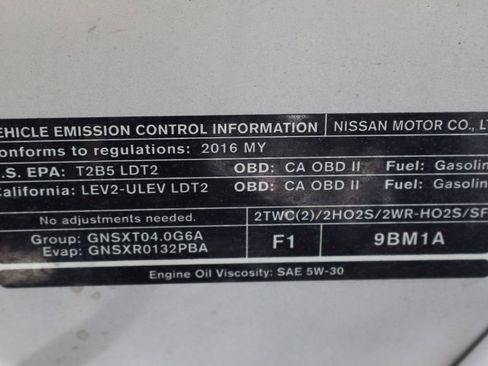 EHICLE EMISSION CONTROL INFORMATION NISSAN MOTOR CO., LT
onforms to regulations: 2016 MY
.S. EPA: T2B5 LDT2 OBD: CA OBD II Fuel: Gasolin
California: LEV2-ULEV LDT2 OBD: CA OBD II Fuel: Gasolin
No adjustments needed. 2TWC(2)/2HO2S/2WR-HO2S/SF
Group: GNSXT04.0G6A F1 9BM1A
Evap: GNSXR0132PBA
Engine Oil Viscosity: SAE 5W-30